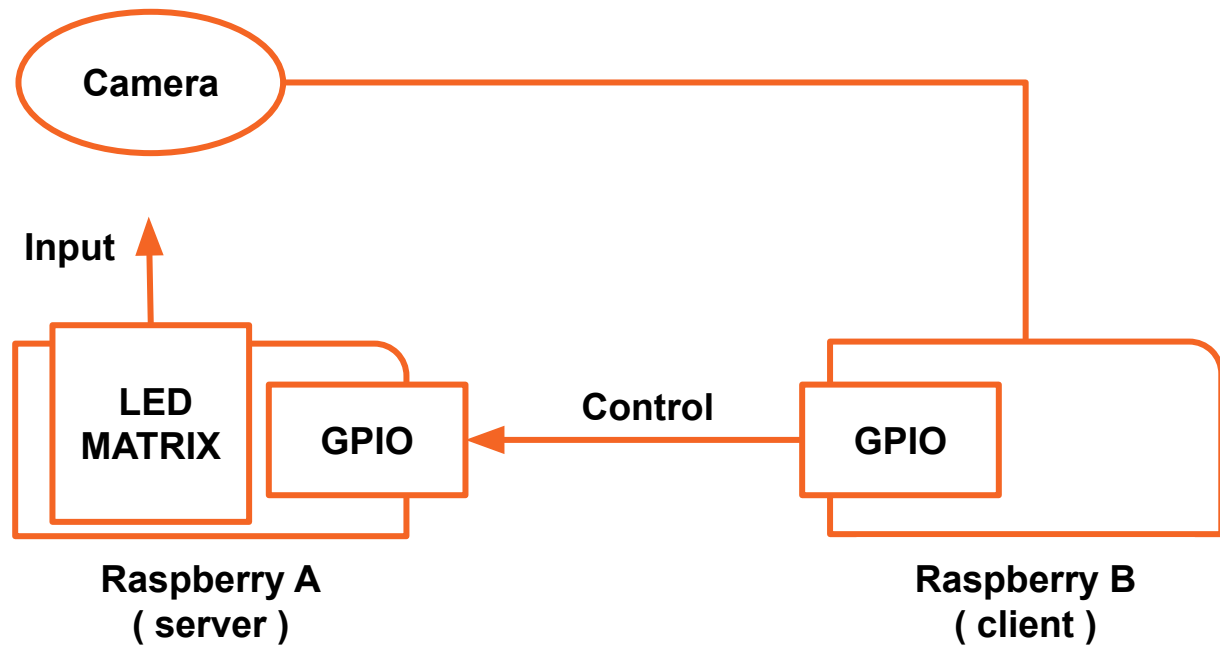 Camera
Input
LED
MATRIX
GPIO
Control
GPIO
Raspberry A
( server )
Raspberry B
( client )